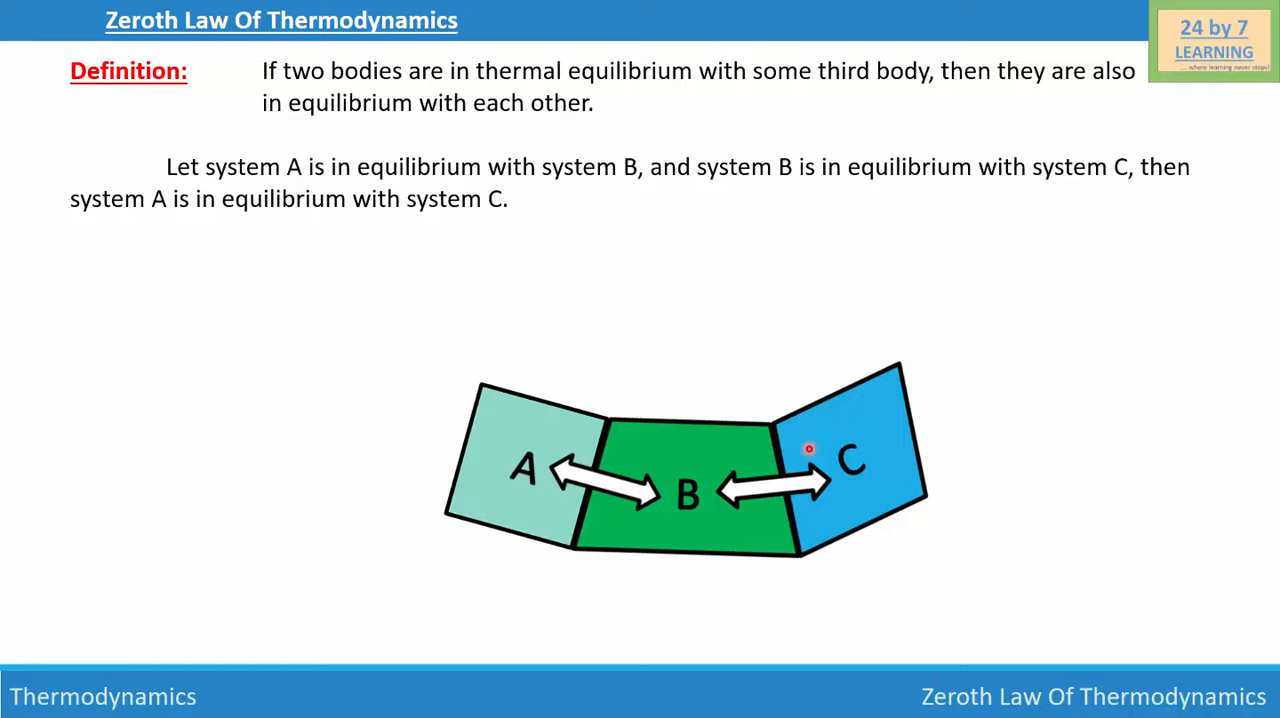 Zeroth Law Of Thermodynamics
24 by 7
LEARNING
....where learning never stops!
Definition: If two bodies are in thermal equilibrium with some third body, then they are also
in equilibrium with each other.
Let system A is in equilibrium with system B, and system B is in equilibrium with system C, then
system A is in equilibrium with system C.
A B C
Thermodynamics Zeroth Law Of Thermodynamics